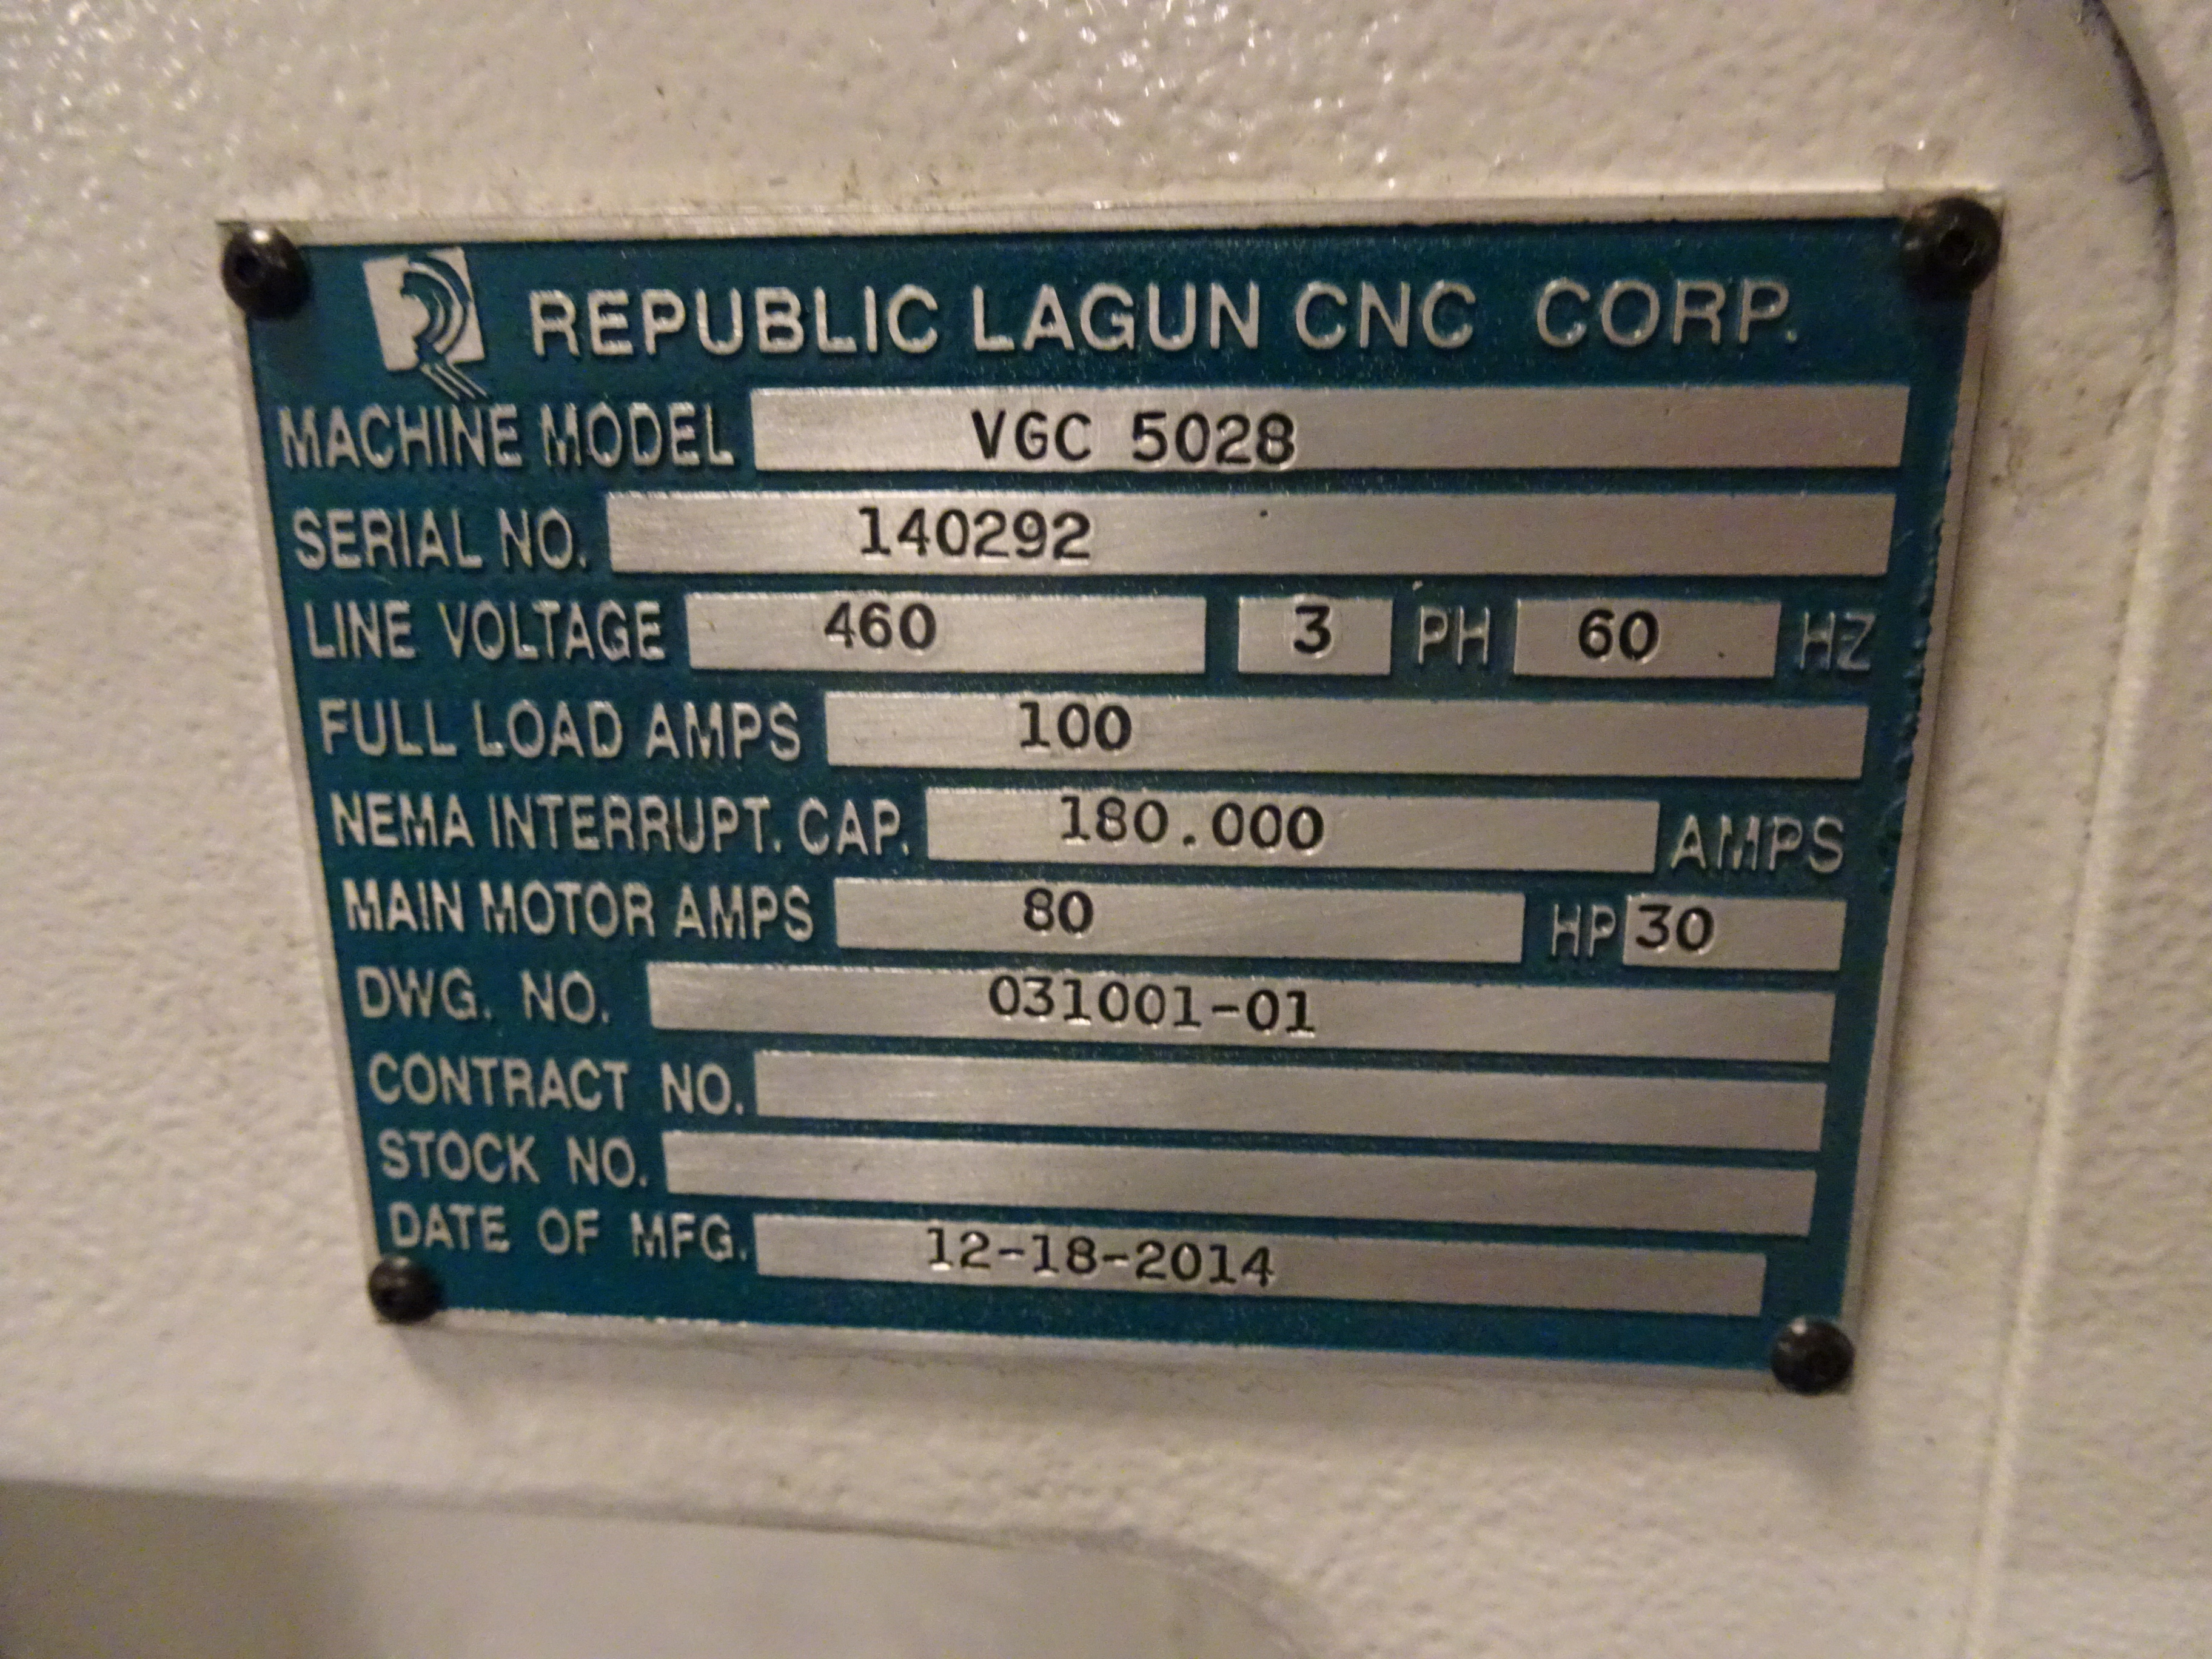 REPUBLIC LAGUN CNC CORP.
MACHINE MODEL VGC 5028
SERIAL NO. 140292
LINE VOLTAGE 460 3 PH 60 HZ
FULL LOAD AMPS 100
NEMA INTERRUPT. CAP. 180.000 AMPS
MAIN MOTOR AMPS 80 HP 30
DWG. NO. 031001-01
CONTRACT NO.
STOCK NO.
DATE OF MFG. 12-18-2014